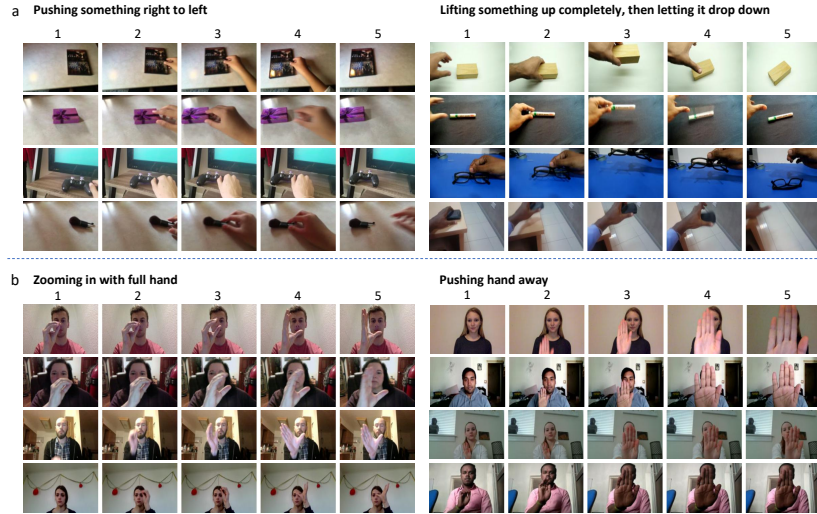 a Pushing something right to left
1 2 3 4 5
Lifting something up completely, then letting it drop down
1 2 3 4 5
b Zooming in with full hand
1 2 3 4 5
Pushing hand away
1 2 3 4 5